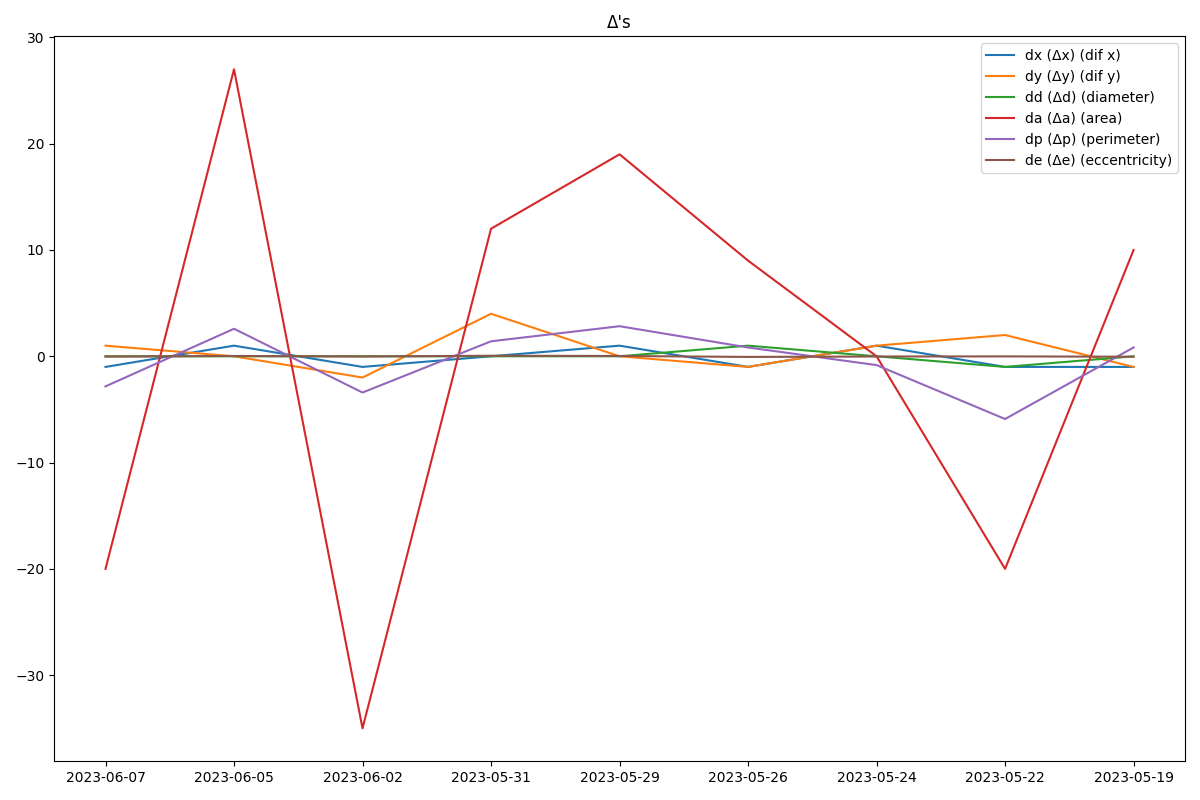 Δ's
dx (Δx) (dif x)
dy (Δy) (dif y)
dd (Δd) (diameter)
da (Δa) (area)
dp (Δp) (perimeter)
de (Δe) (eccentricity)
30
20
10
0
−10
−20
−30
2023-06-07 2023-06-05 2023-06-02 2023-05-31 2023-05-29 2023-05-26 2023-05-24 2023-05-22 2023-05-19